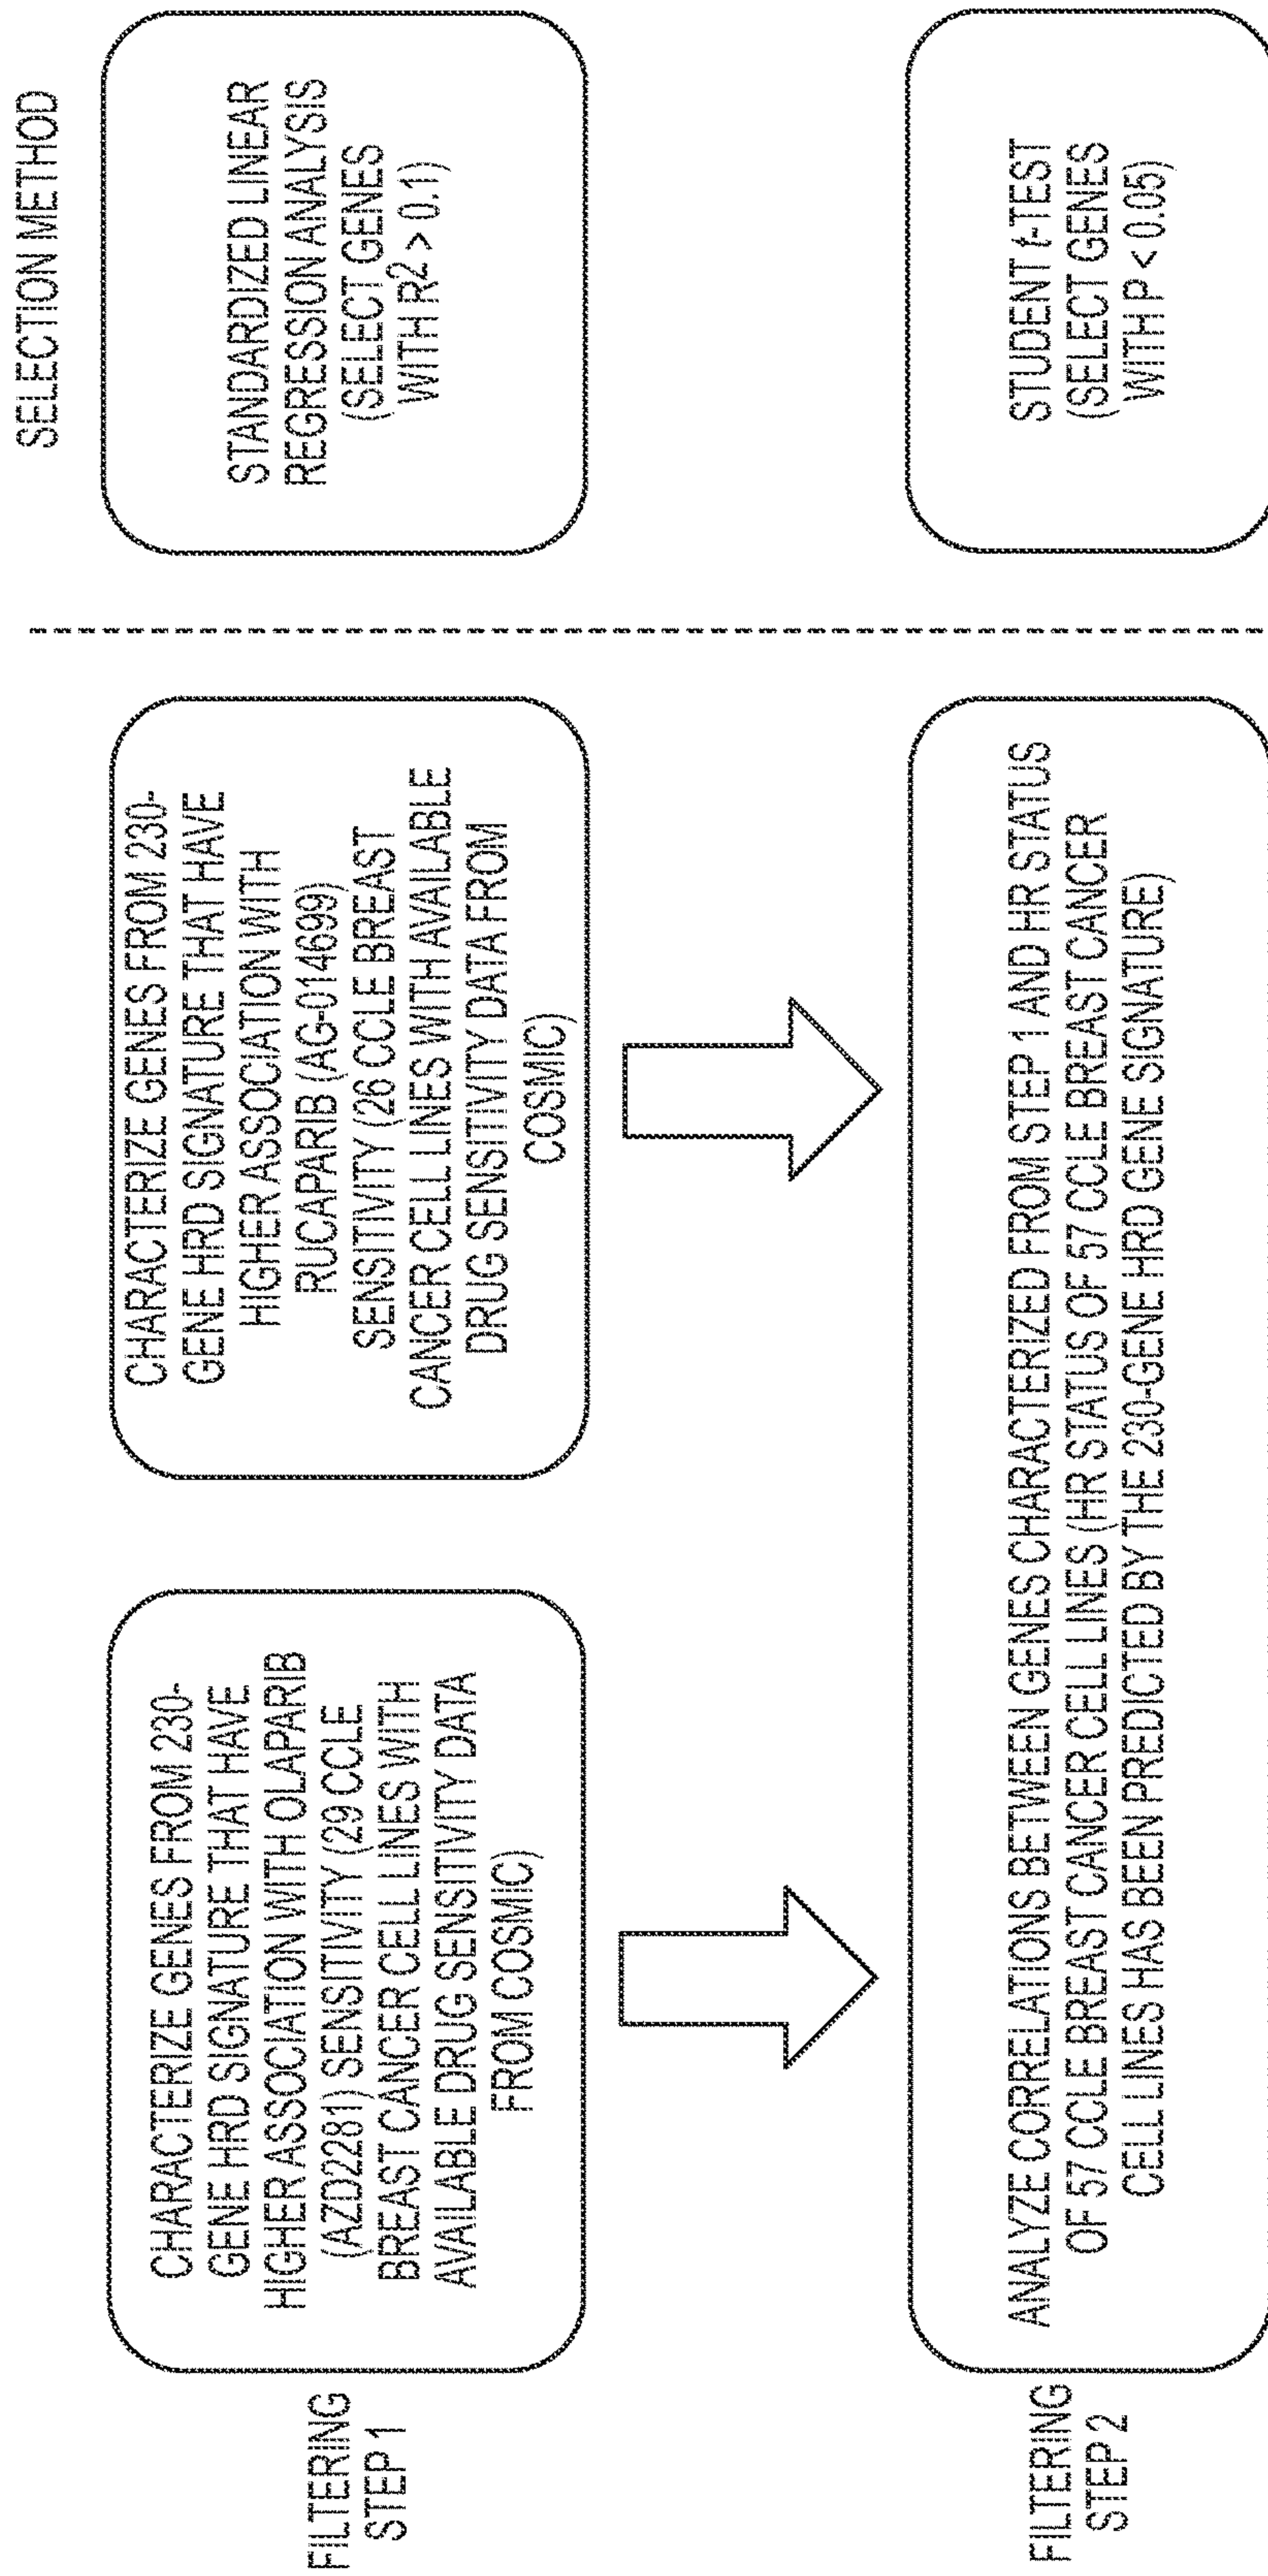 SELECTION METHOD
FILTERING
STEP 1
CHARACTERIZE GENES FROM 230-
GENE HRD SIGNATURE THAT HAVE
HIGHER ASSOCIATION WITH OLAPARIB
(AZD2281) SENSITIVITY (29 CCLE
BREAST CANCER CELL LINES WITH
AVAILABLE DRUG SENSITIVITY DATA
FROM COSMIC)
CHARACTERIZE GENES FROM 230-
GENE HRD SIGNATURE THAT HAVE
HIGHER ASSOCIATION WITH
RUCAPARIB (AG-014699)
SENSITIVITY (26 CCLE BREAST
CANCER CELL LINES WITH AVAILABLE
DRUG SENSITIVITY DATA FROM
COSMIC)
STANDARDIZED LINEAR
REGRESSION ANALYSIS
(SELECT GENES
WITH R² > 0.1)
FILTERING
STEP 2
ANALYZE CORRELATIONS BETWEEN GENES CHARACTERIZED FROM STEP 1 AND HR STATUS
OF 57 CCLE BREAST CANCER CELL LINES (HR STATUS OF 57 CCLE BREAST CANCER
CELL LINES HAS BEEN PREDICTED BY THE 230-GENE HRD GENE SIGNATURE)
STUDENT t-TEST
(SELECT GENES
WITH P < 0.05)